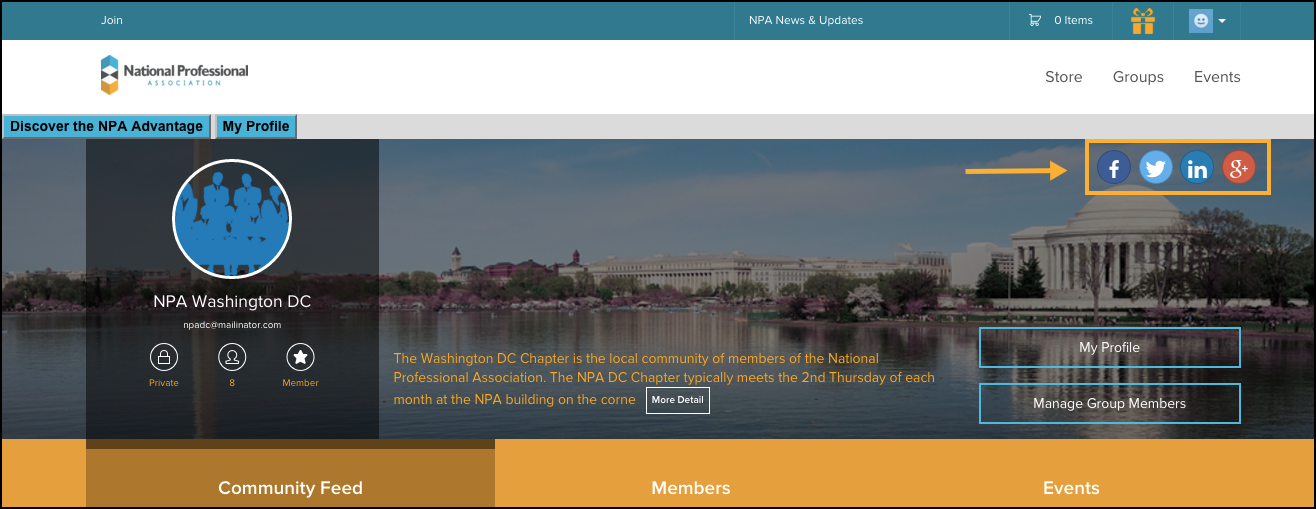 Join
NPA News & Updates
0 Items
National Professional
ASSOCIATION
Store
Groups
Events
Discover the NPA Advantage
My Profile
f
in
g+
NPA Washington DC
npadc@mailinator.com
Private
8
Member
The Washington DC Chapter is the local community of members of the National
Professional Association. The NPA DC Chapter typically meets the 2nd Thursday of each
month at the NPA building on the corne
More Detail
My Profile
Manage Group Members
Community Feed
Members
Events